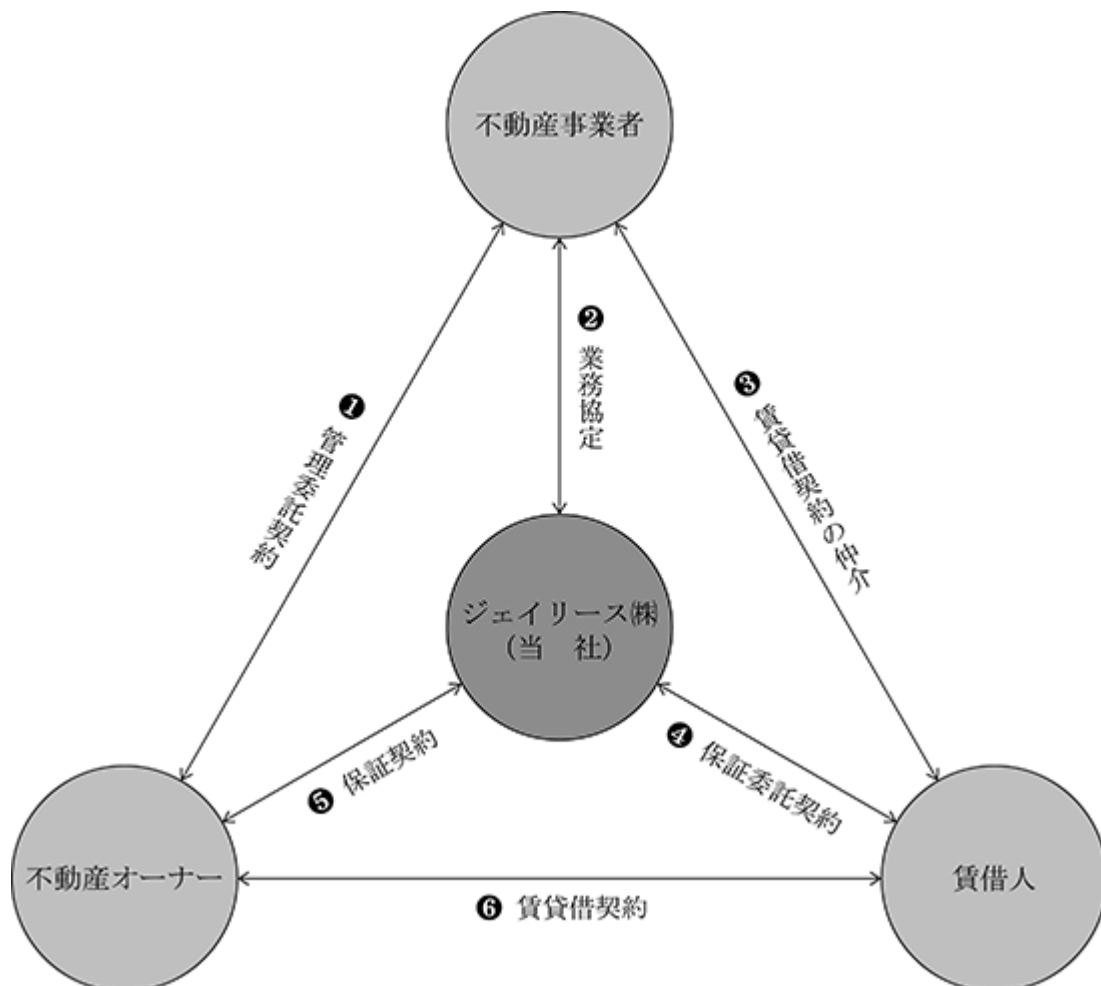 不動産事業者
❷ 業務協定
❶ 管理委託契約
❸ 賃貸借契約の仲介
ジェイリース㈱
（当　社）
❺ 保証契約
❹ 保証委託契約
不動産オーナー
賃借人
❻ 賃貸借契約